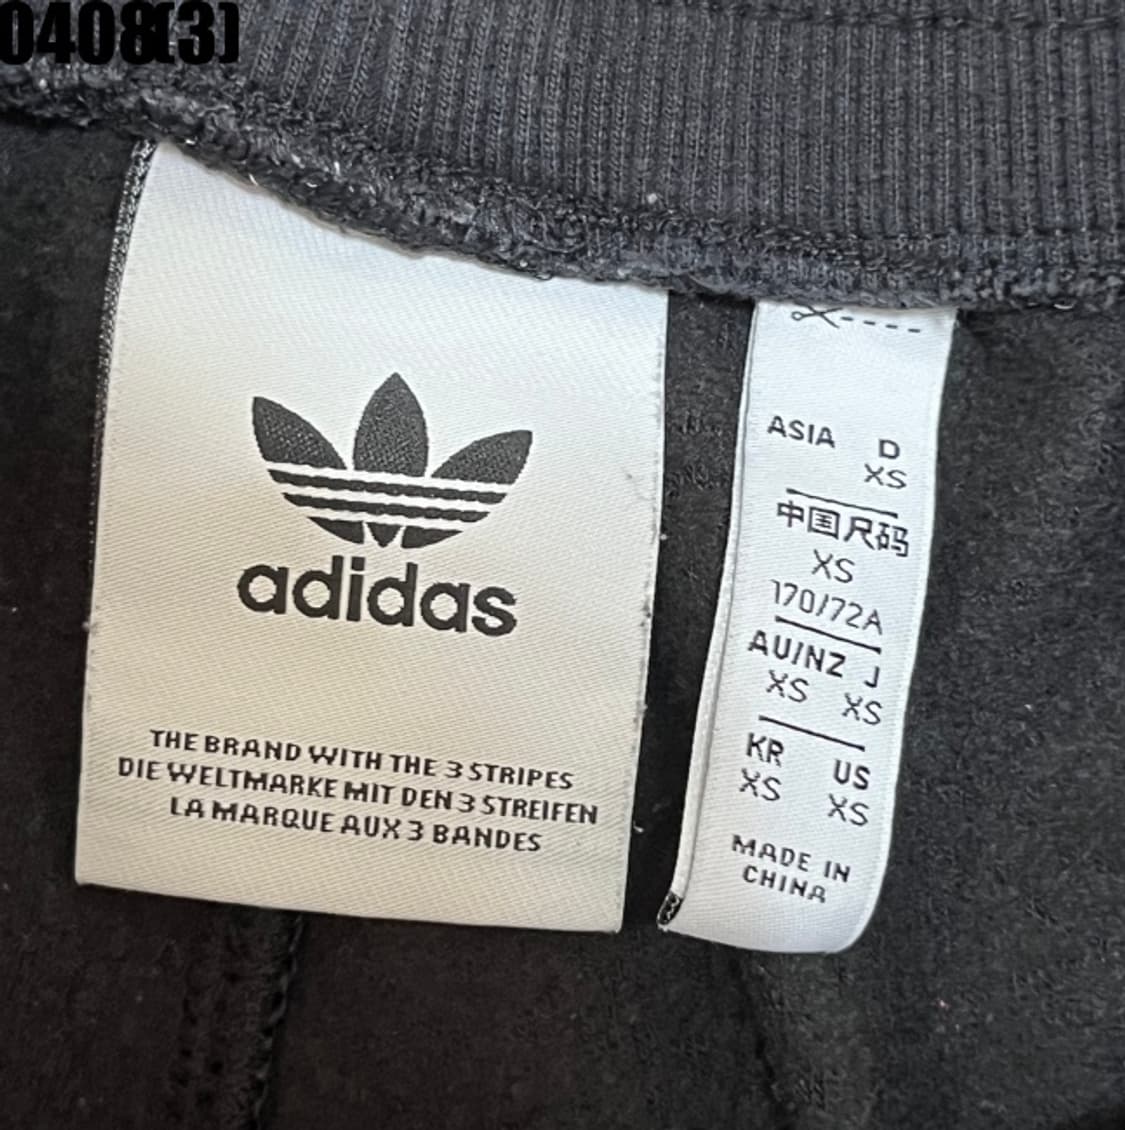 0408(3)
adidas
THE BRAND WITH THE 3 STRIPES
DIE WELTMARKE MIT DEN 3 STREIFEN
LA MARQUE AUX 3 BANDES
ASIA D
XS
中国尺码
XS
170/72A
AU/NZ J
XS XS
KR US
XS XS
MADE IN
CHINA